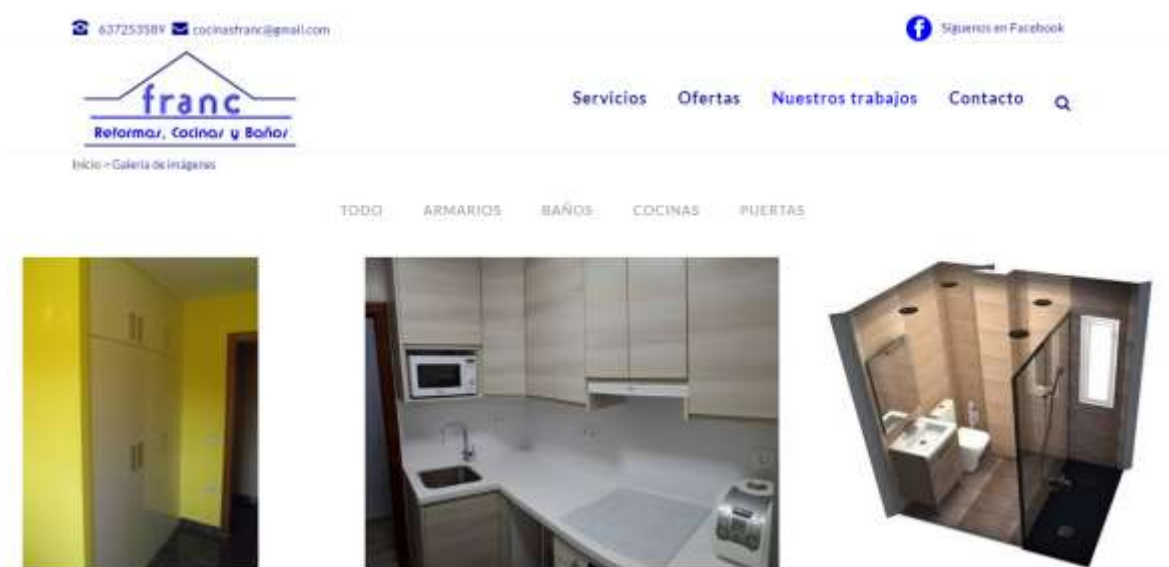 637253589 cocinasfranc@gmail.com
Síguenos en Facebook
franc
Reformas, Cocinas y Baños
Servicios Ofertas Nuestros trabajos Contacto
Inicio > Galería de imágenes
TODO ARMARIOS BAÑOS COCINAS PUERTAS